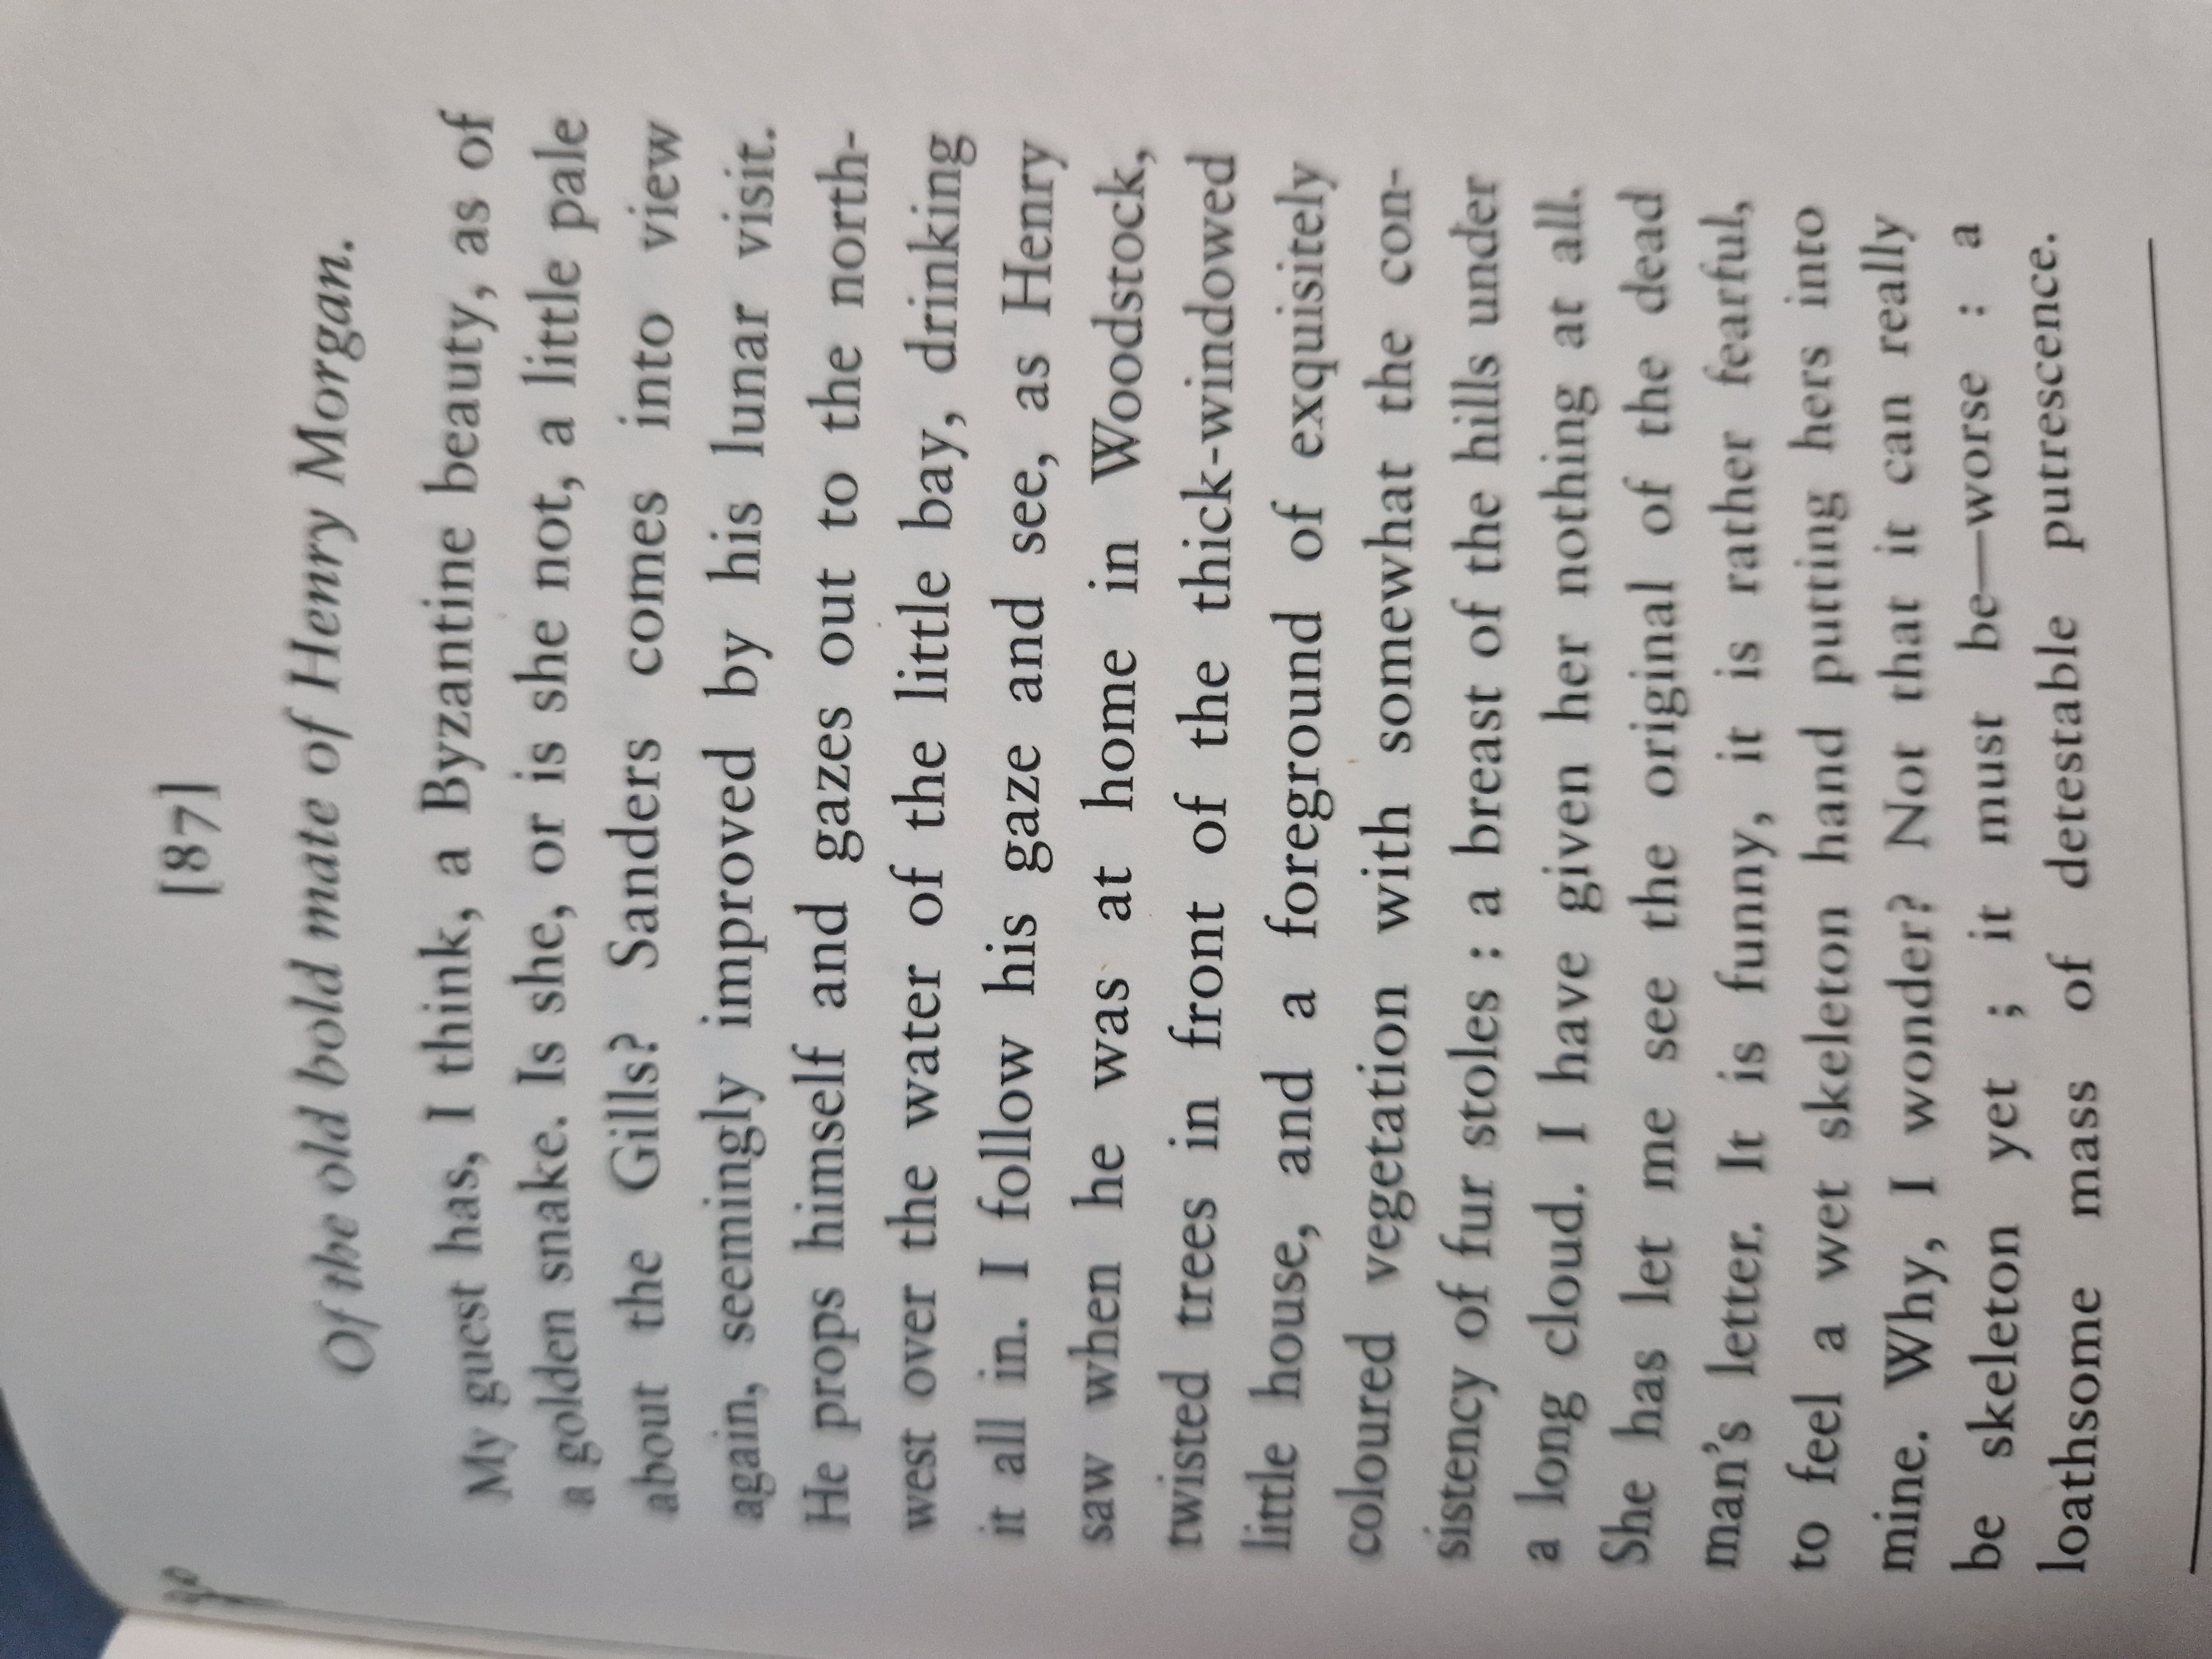 [87]
Of the old bold mate of Henry Morgan.
My guest has, I think, a Byzantine beauty, as of
a golden snake. Is she, or is she not, a little pale
about the Gills? Sanders comes into view
again, seemingly improved by his lunar visit.
He props himself and gazes out to the north-
west over the water of the little bay, drinking
it all in. I follow his gaze and see, as Henry
saw when he was at home in Woodstock,
twisted trees in front of the thick-windowed
little house, and a foreground of exquisitely
coloured vegetation with somewhat the con-
sistency of fur stoles : a breast of the hills under
a long cloud. I have given her nothing at all.
She has let me see the original of the dead
man's letter. It is funny, it is rather fearful,
to feel a wet skeleton hand putting hers into
mine. Why, I wonder? Not that it can really
be skeleton yet ; it must be—worse : a
loathsome mass of detestable putrescence.